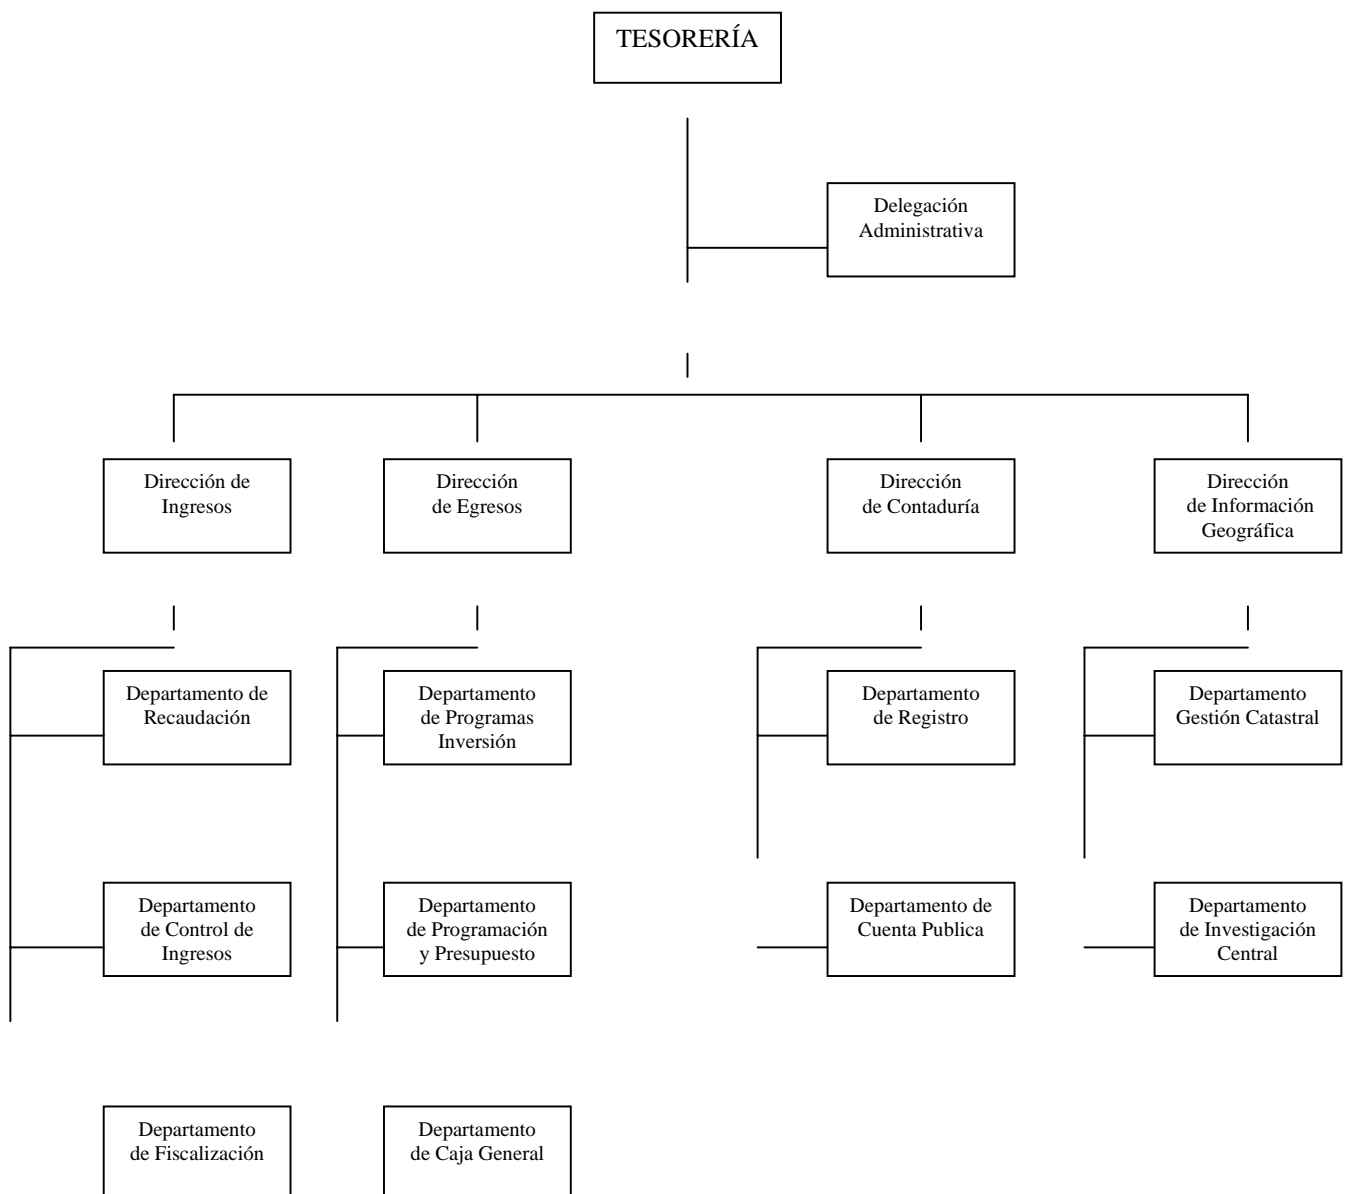 TESORERÍA
Delegación
Administrativa
Dirección de
Ingresos
Dirección
de Egresos
Dirección
de Contaduría
Dirección
de Información
Geográfica
Departamento de
Recaudación
Departamento
de Programas
Inversión
Departamento
de Registro
Departamento
Gestión Catastral
Departamento
de Control de
Ingresos
Departamento
de Programación
y Presupuesto
Departamento de
Cuenta Publica
Departamento
de Investigación
Central
Departamento
de Fiscalización
Departamento
de Caja General